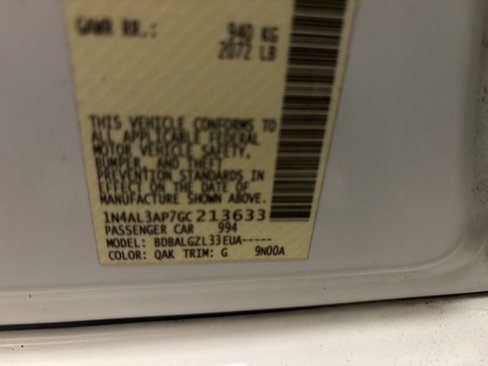 GAWR RR.: 940 KG
2072 LB
THIS VEHICLE CONFORMS TO
ALL APPLICABLE FEDERAL
MOTOR VEHICLE SAFETY,
BUMPER, AND THEFT
PREVENTION STANDARDS IN
EFFECT ON THE DATE OF
MANUFACTURE SHOWN ABOVE.
1N4AL3AP7GC213633
PASSENGER CAR 994
MODEL: BDBALGZL33EUA-----
COLOR: QAK TRIM: G 9N00A